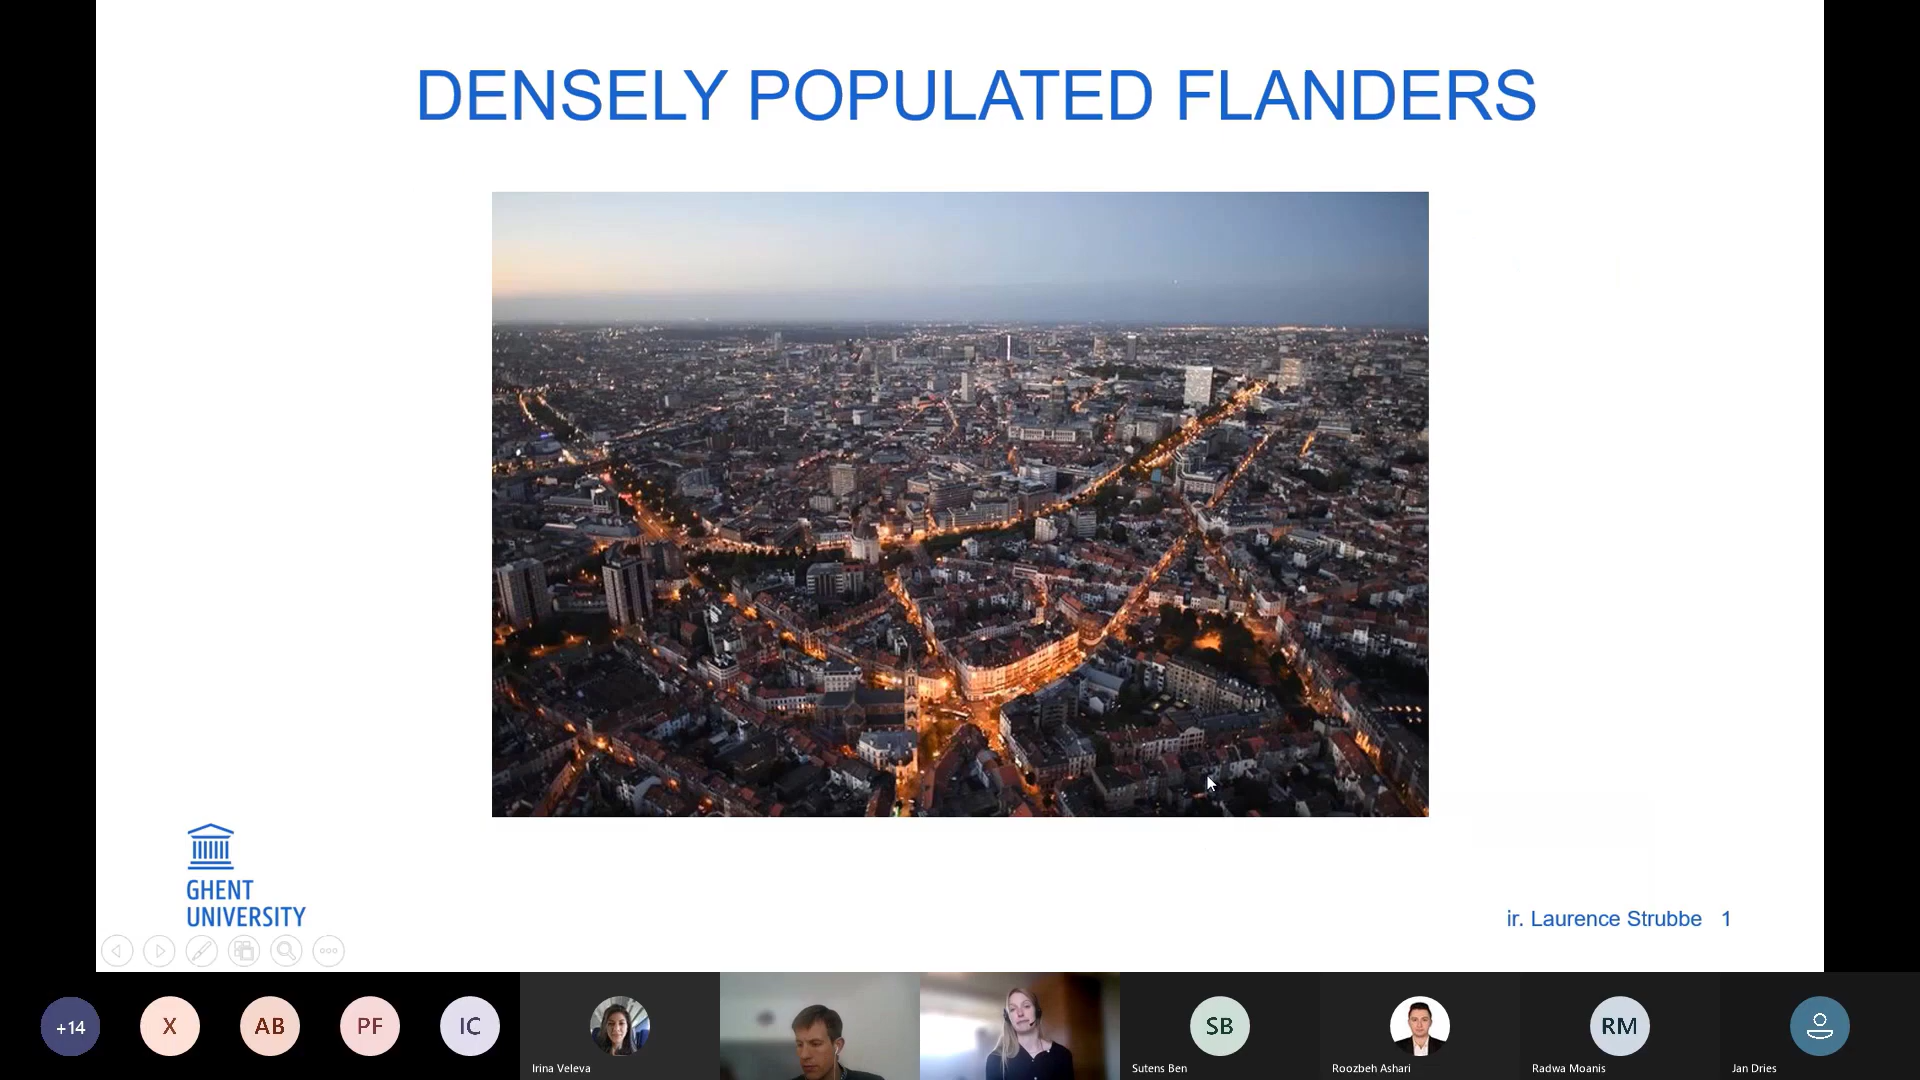 DENSELY POPULATED FLANDERS
GHENT
UNIVERSITY
ir. Laurence Strubbe 1
+14
X
AB
PF
IC
Irina Veleva
SB
Sutens Ben
Roozbeh Ashari
RM
Radwa Moanis
Jan Dries